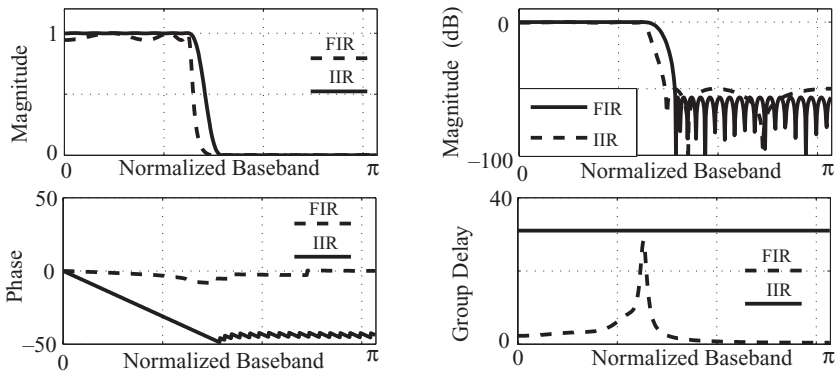 1
Magnitude
FIR
IIR
0
0
Normalized Baseband
π
0
Magnitude (dB)
FIR
IIR
−100
0
Normalized Baseband
π
50
Phase
FIR
IIR
0
−50
0
Normalized Baseband
π
40
Group Delay
FIR
IIR
0
0
Normalized Baseband
π